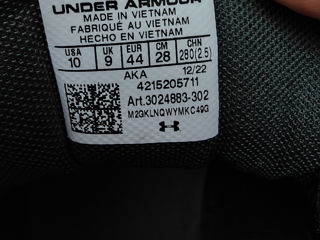 UNDER ARMOUR
MADE IN VIETNAM
FABRIQUÉ AU VIETNAM
HECHO EN VIETNAM
USA UK EUR CM CHN
10 9 44 28 280(2.5)
AKA 12/22
4215205711
Art.3024883-302
M2GKLNQWYMKC49G